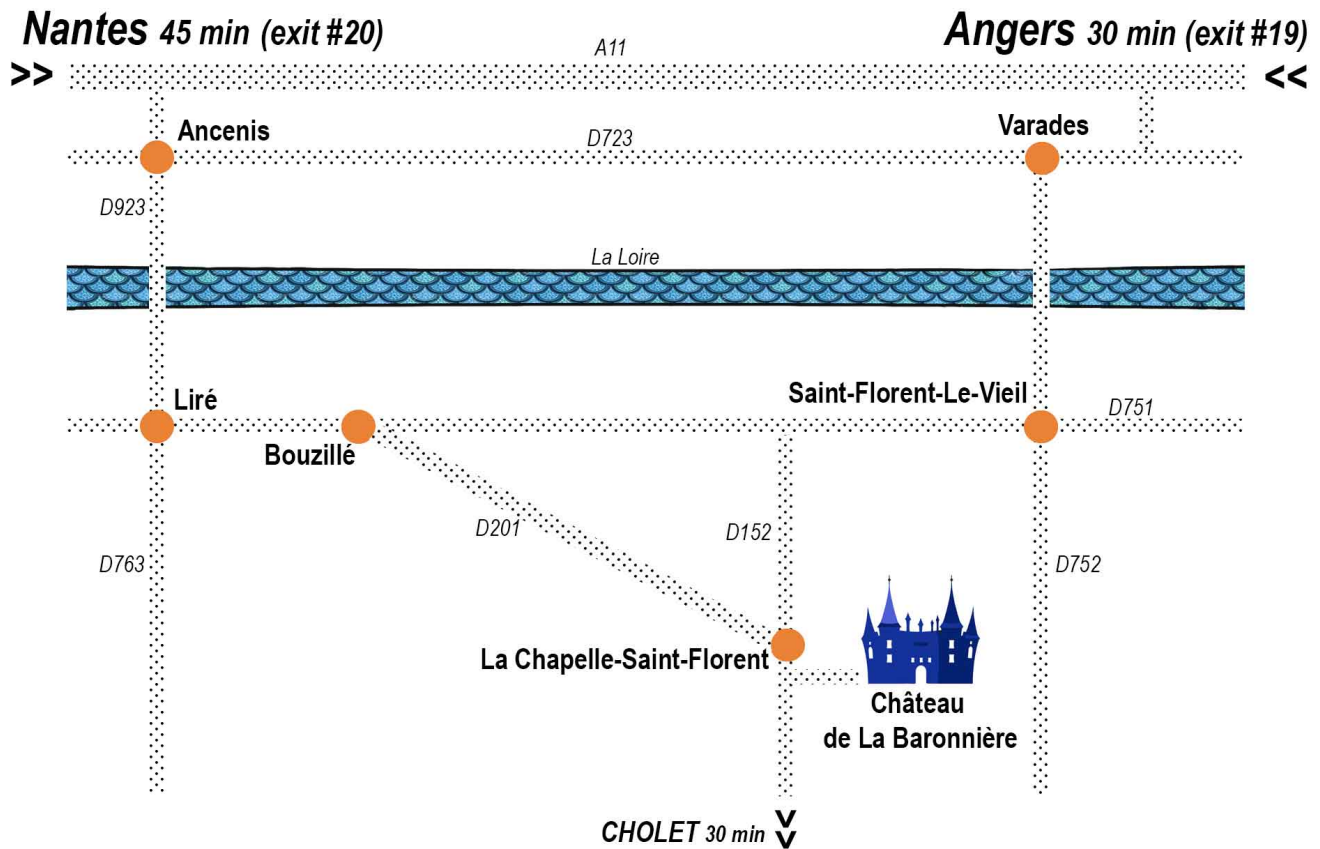 Nantes 45 min (exit #20)
Angers 30 min (exit #19)
A11
>>
<<
Ancenis
D723
Varades
D923
La Loire
Liré
Saint-Florent-Le-Vieil
D751
Bouzillé
D201
D152
D763
D752
La Chapelle-Saint-Florent
Château
de La Baronnière
CHOLET 30 min >>